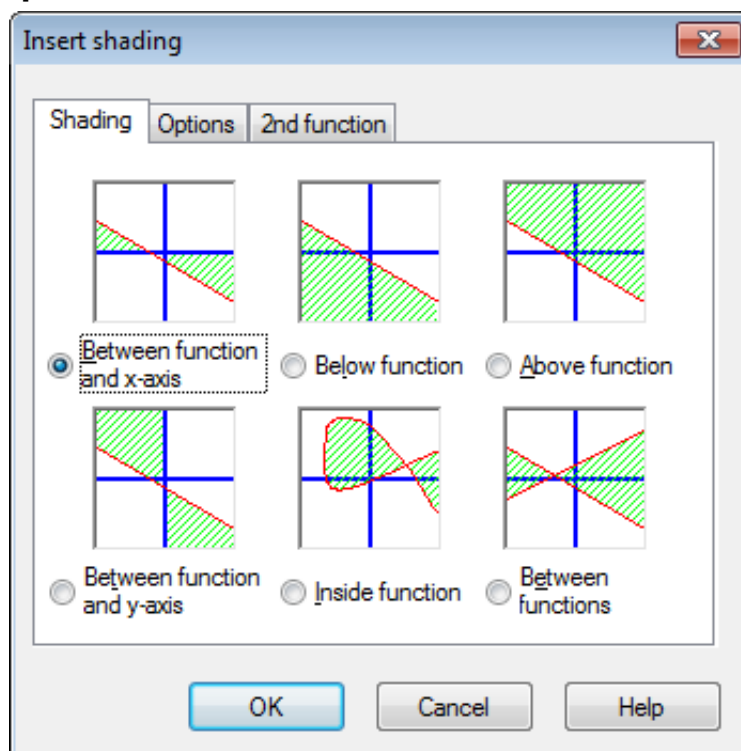 Insert shading
Shading Options 2nd function
Between function
and x-axis
Below function
Above function
Between function
and y-axis
Inside function
Between
functions
OK Cancel Help